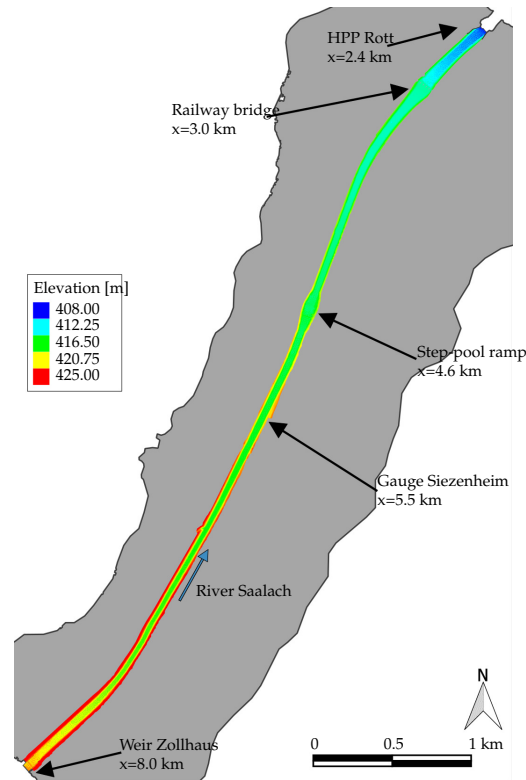 HPP Rott
x=2.4 km
Railway bridge
x=3.0 km
Elevation [m]
408.00
412.25
416.50
420.75
425.00
Step-pool ramp
x=4.6 km
Gauge Siezenheim
x=5.5 km
River Saalach
Weir Zollhaus
x=8.0 km
N
0 0.5 1 km